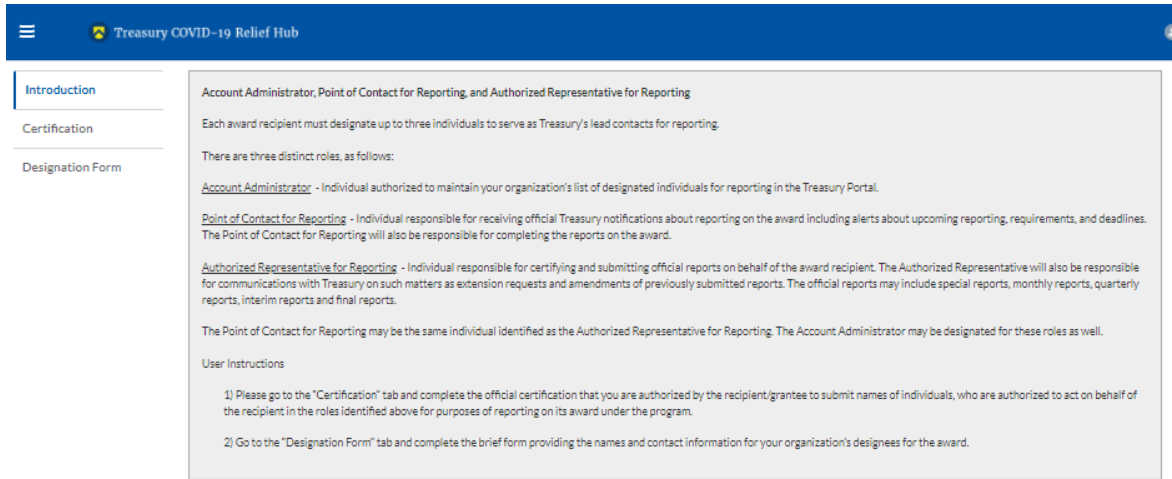 Treasury COVID-19 Relief Hub
Introduction
Certification
Designation Form
Account Administrator, Point of Contact for Reporting, and Authorized Representative for Reporting
Each award recipient must designate up to three individuals to serve as Treasury's lead contacts for reporting.
There are three distinct roles, as follows:
Account Administrator - Individual authorized to maintain your organization's list of designated individuals for reporting in the Treasury Portal.
Point of Contact for Reporting - Individual responsible for receiving official Treasury notifications about reporting on the award including alerts about upcoming reporting, requirements, and deadlines.
The Point of Contact for Reporting will also be responsible for completing the reports on the award.
Authorized Representative for Reporting - Individual responsible for certifying and submitting official reports on behalf of the award recipient. The Authorized Representative will also be responsible
for communications with Treasury on such matters as extension requests and amendments of previously submitted reports. The official reports may include special reports, monthly reports, quarterly
reports, interim reports and final reports.
The Point of Contact for Reporting may be the same individual identified as the Authorized Representative for Reporting. The Account Administrator may be designated for these roles as well.
User Instructions
1) Please go to the "Certification" tab and complete the official certification that you are authorized by the recipient/grantee to submit names of individuals, who are authorized to act on behalf of
the recipient in the roles identified above for purposes of reporting on its award under the program.
2) Go to the "Designation Form" tab and complete the brief form providing the names and contact information for your organization's designees for the award.